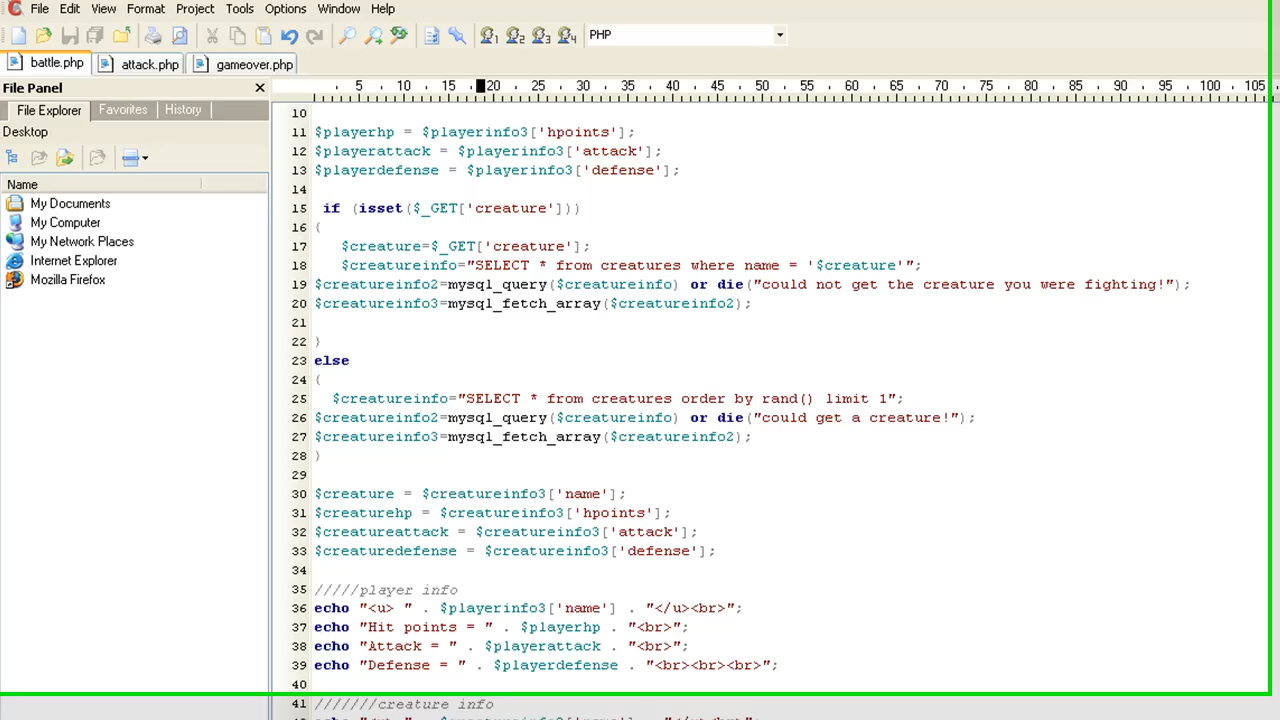 File Edit View Format Project Tools Options Window Help
1 2 3 4 PHP
battle.php attack.php gameover.php
File Panel
File Explorer Favorites History
Desktop
Name
My Documents
My Computer
My Network Places
Internet Explorer
Mozilla Firefox
5 10 15 20 25 30 35 40 45 50 55 60 65 70 75 80 85 90 95 100 105
10
11 $playerhp = $playerinfo3['hpoints'];
12 $playerattack = $playerinfo3['attack'];
13 $playerdefense = $playerinfo3['defense'];
14
15 if (isset($_GET['creature']))
16 {
17 $creature=$_GET['creature'];
18 $creatureinfo="SELECT * from creatures where name = '$creature'";
19 $creatureinfo2=mysql_query($creatureinfo) or die("could not get the creature you were fighting!");
20 $creatureinfo3=mysql_fetch_array($creatureinfo2);
21
22 }
23 else
24 {
25 $creatureinfo="SELECT * from creatures order by rand() limit 1";
26 $creatureinfo2=mysql_query($creatureinfo) or die("could get a creature!");
27 $creatureinfo3=mysql_fetch_array($creatureinfo2);
28 }
29
30 $creature = $creatureinfo3['name'];
31 $creaturehp = $creatureinfo3['hpoints'];
32 $creatureattack = $creatureinfo3['attack'];
33 $creaturedefense = $creatureinfo3['defense'];
34
35 /////player info
36 echo "<u> " . $playerinfo3['name'] . "</u><br>";
37 echo "Hit points = " . $playerhp . "<br>";
38 echo "Attack = " . $playerattack . "<br>";
39 echo "Defense = " . $playerdefense . "<br><br><br>";
40
41 ///////creature info